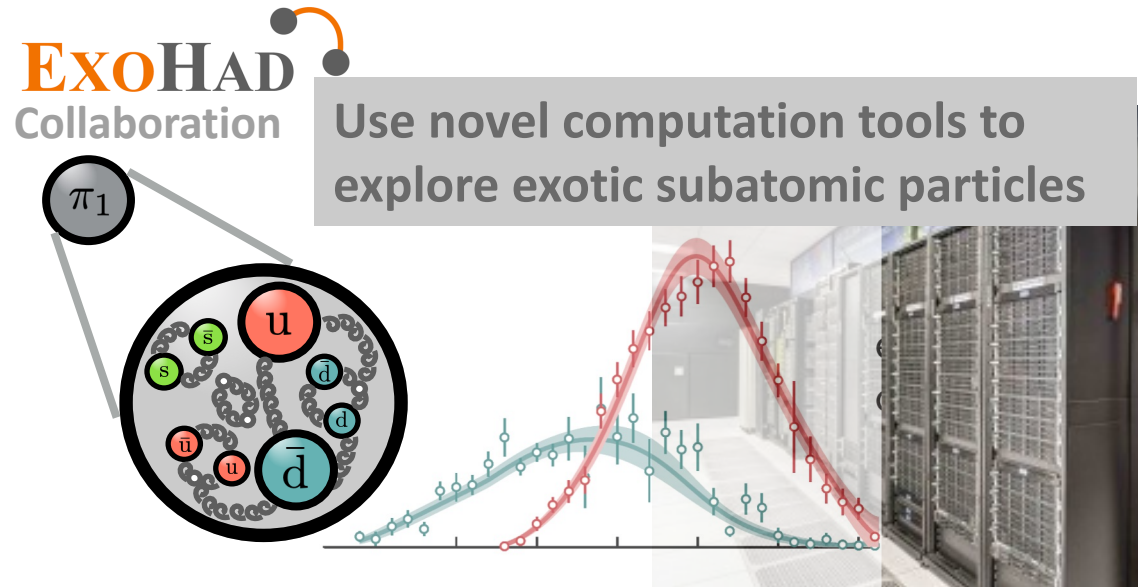 EXOHAD
Collaboration
Use novel computation tools to
explore exotic subatomic particles
π₁
u
s̄
s
d̄
d
ū
u
d̄